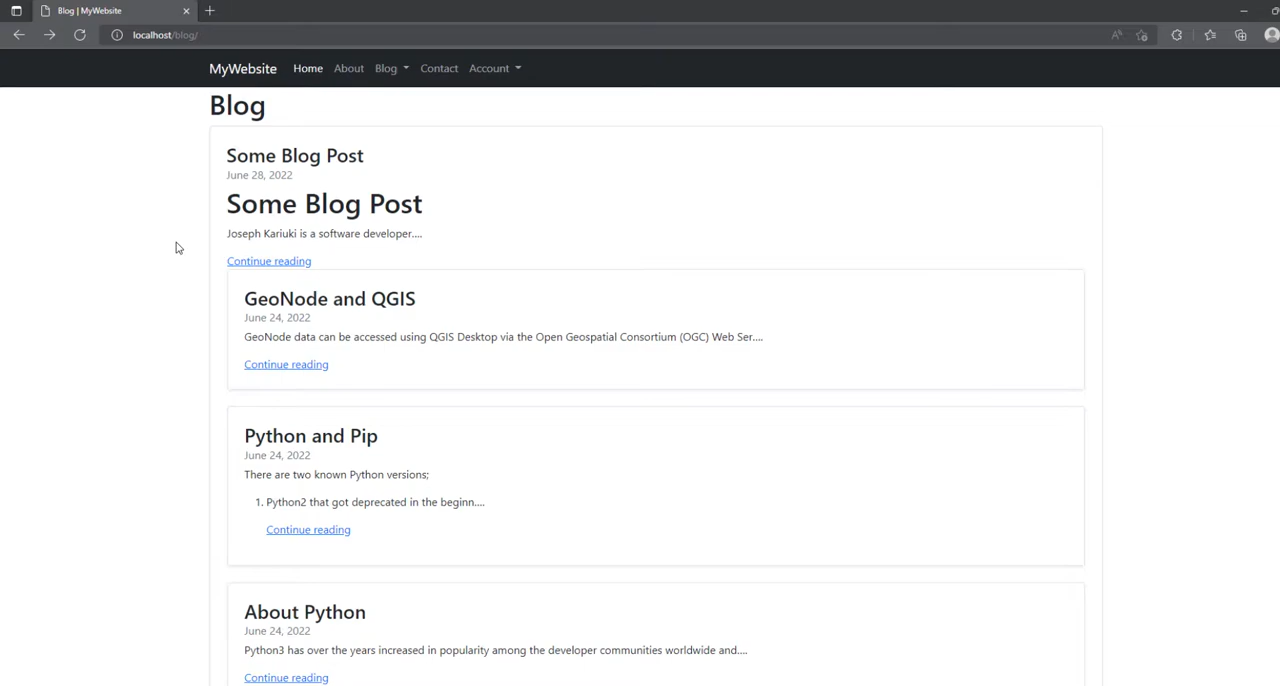 Blog | MyWebsite
localhost/blog/
MyWebsite Home About Blog Contact Account
Blog
Some Blog Post
June 28, 2022
Some Blog Post
Joseph Kariuki is a software developer....
Continue reading
GeoNode and QGIS
June 24, 2022
GeoNode data can be accessed using QGIS Desktop via the Open Geospatial Consortium (OGC) Web Ser....
Continue reading
Python and Pip
June 24, 2022
There are two known Python versions;
1. Python2 that got deprecated in the beginn....
Continue reading
About Python
June 24, 2022
Python3 has over the years increased in popularity among the developer communities worldwide and....
Continue reading